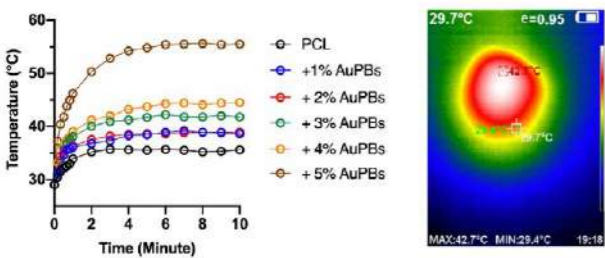 60
50
40
30
Temperature (°C)
0
2
4
6
8
10
Time (Minute)
PCL
+1% AuPBs
+ 2% AuPBs
+ 3% AuPBs
+ 4% AuPBs
+ 5% AuPBs
29.7°C e=0.95
29.7°C
MAX:42.7°C MIN:29.4°C 19:18